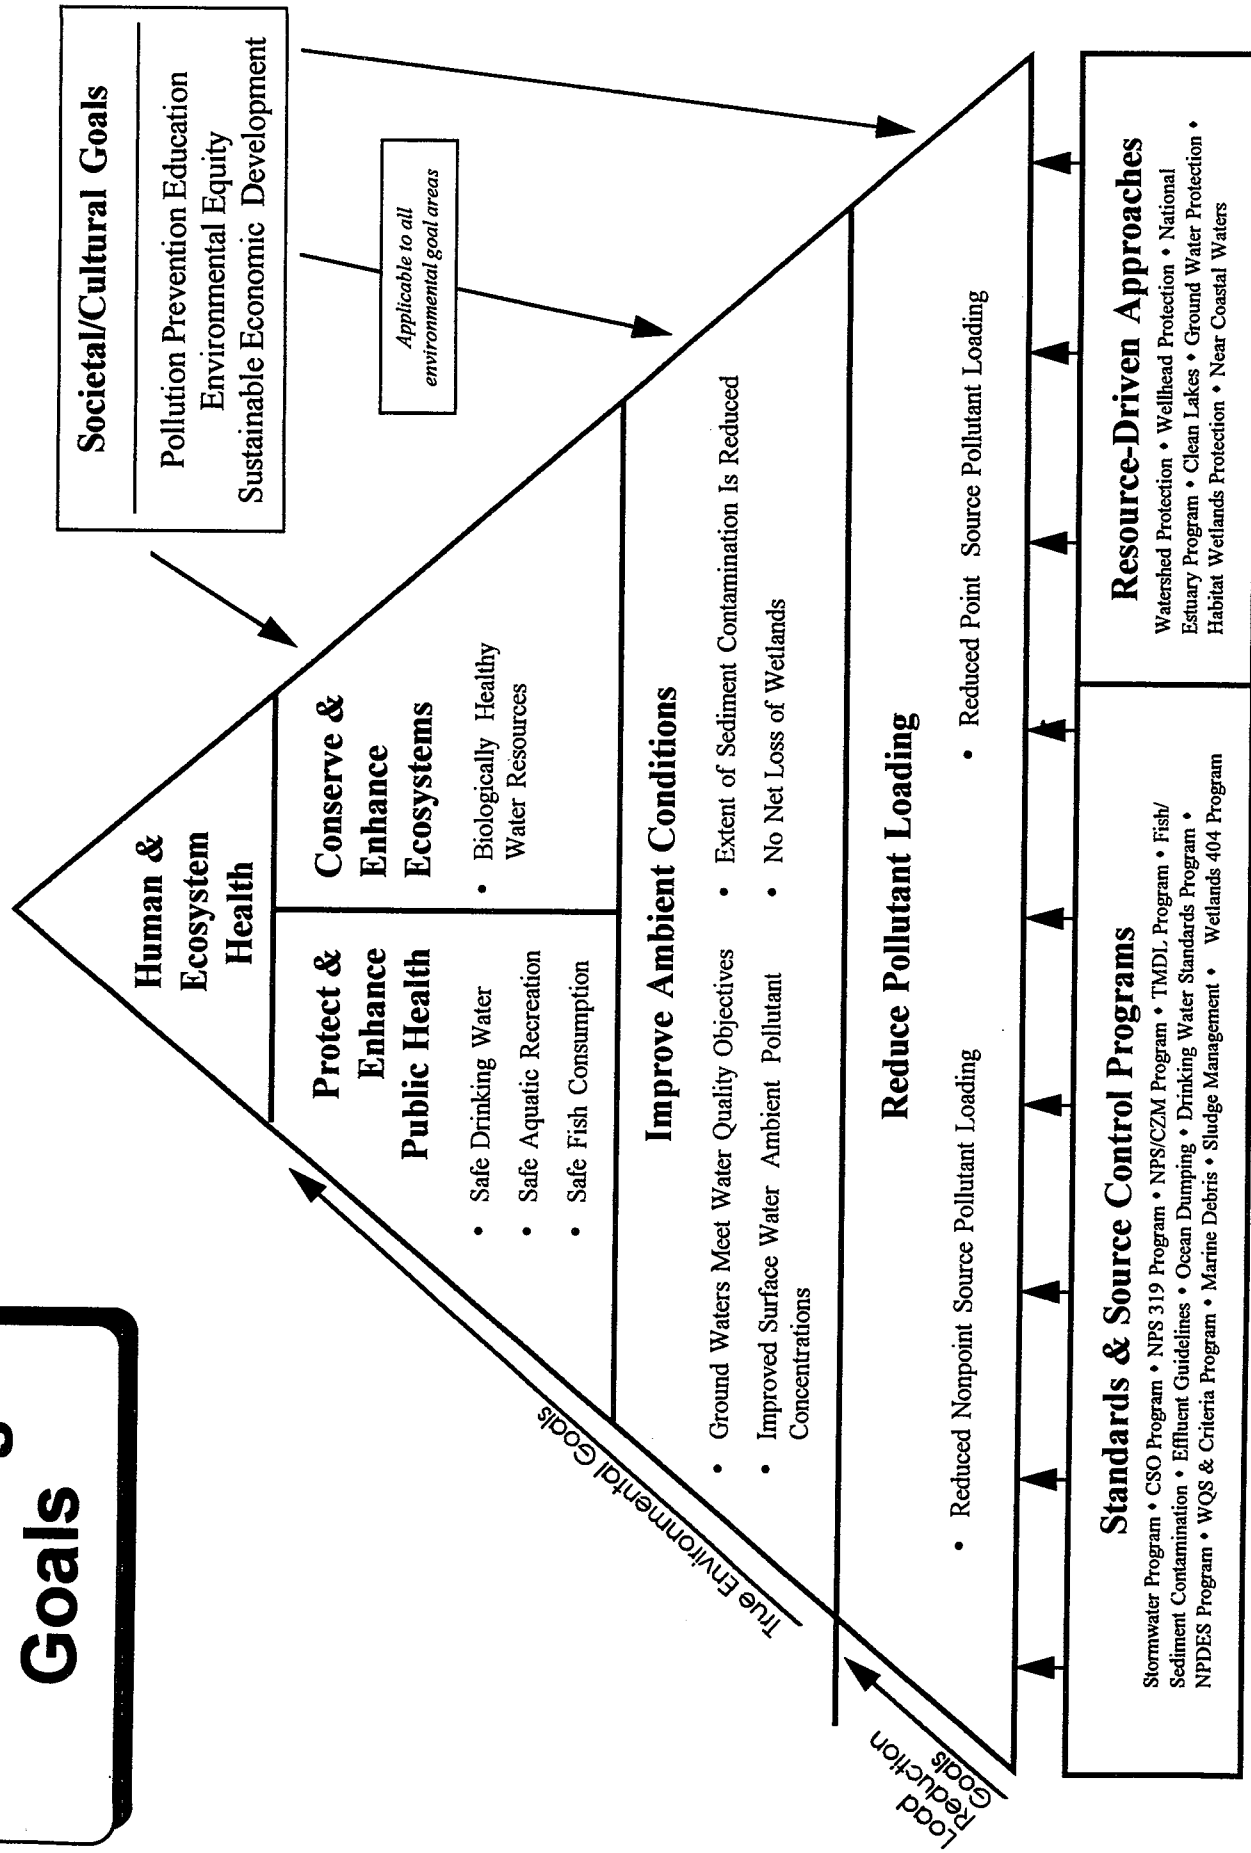 Goals
Societal/Cultural Goals
Pollution Prevention Education
Environmental Equity
Sustainable Economic Development
Applicable to all
environmental goal areas
Human &
Ecosystem
Health
Protect &
Enhance
Public Health
• Safe Drinking Water
• Safe Aquatic Recreation
• Safe Fish Consumption
Conserve &
Enhance
Ecosystems
• Biologically Healthy
Water Resources
True Environmental Goals
Improve Ambient Conditions
• Ground Waters Meet Water Quality Objectives
• Improved Surface Water Ambient Pollutant
Concentrations
• Extent of Sediment Contamination Is Reduced
• No Net Loss of Wetlands
Load
Reduction
Goals
Reduce Pollutant Loading
• Reduced Nonpoint Source Pollutant Loading
• Reduced Point Source Pollutant Loading
Standards & Source Control Programs
Stormwater Program • CSO Program • NPS 319 Program • NPS/CZM Program • TMDL Program • Fish/
Sediment Contamination • Effluent Guidelines • Ocean Dumping • Drinking Water Standards Program •
NPDES Program • WQS & Criteria Program • Marine Debris • Sludge Management • Wetlands 404 Program
Resource-Driven Approaches
Watershed Protection • Wellhead Protection • National
Estuary Program • Clean Lakes • Ground Water Protection •
Habitat Wetlands Protection • Near Coastal Waters